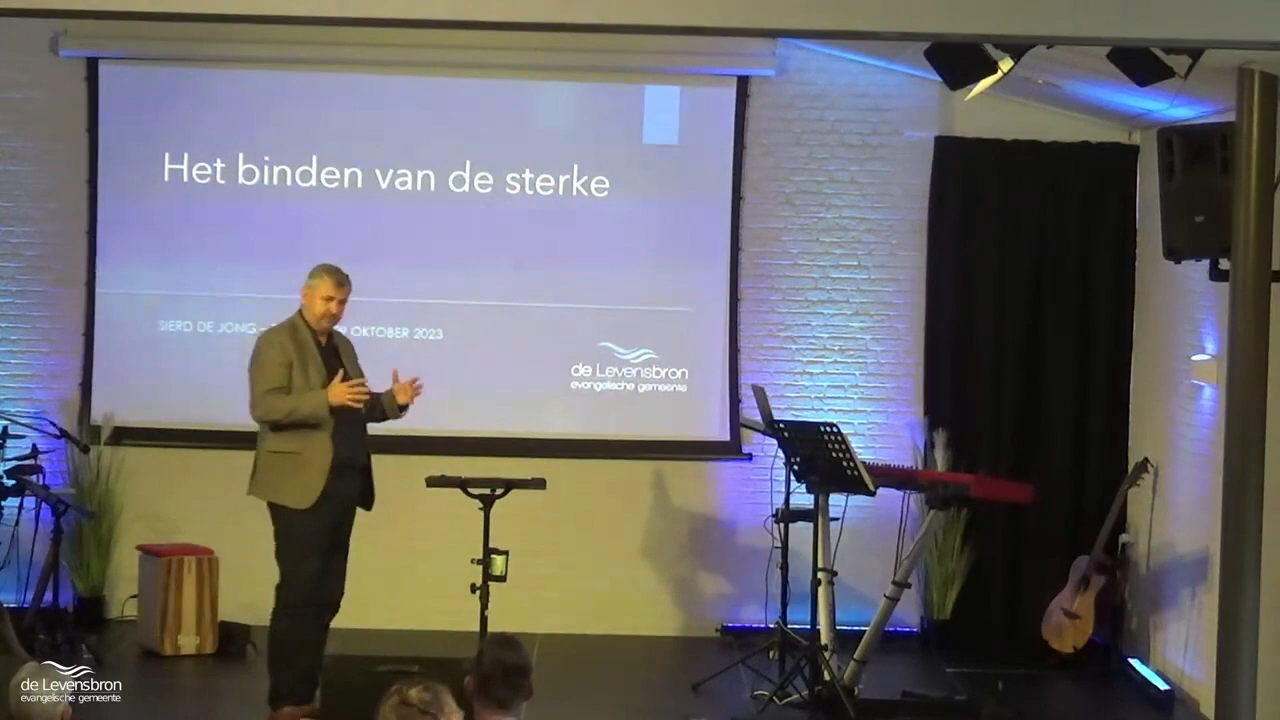 Het binden van de sterke
SIERD DE JONG – OKTOBER 2023
de Levensbron
evangelische gemeente
de Levensbron
evangelische gemeente